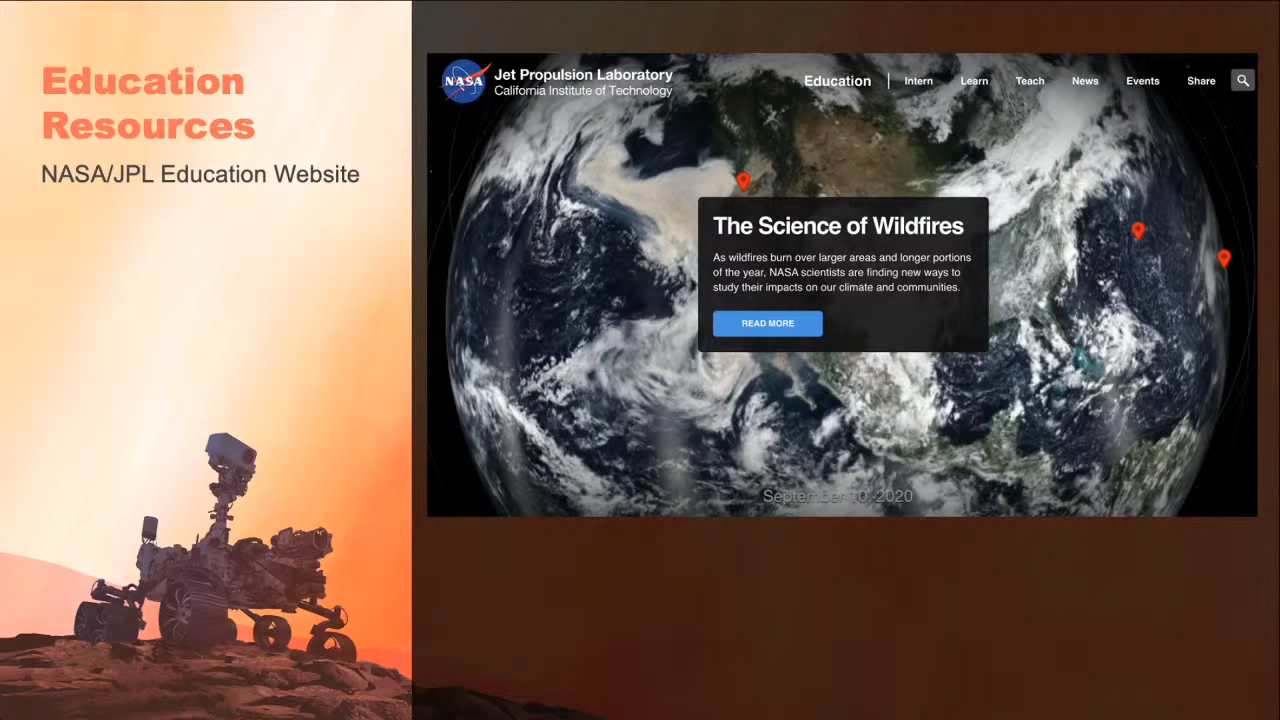 Education
Resources
NASA/JPL Education Website
NASA
Jet Propulsion Laboratory
California Institute of Technology
Education | Intern Learn Teach News Events Share
The Science of Wildfires
As wildfires burn over larger areas and longer portions
of the year, NASA scientists are finding new ways to
study their impacts on our climate and communities.
READ MORE
September 10, 2020